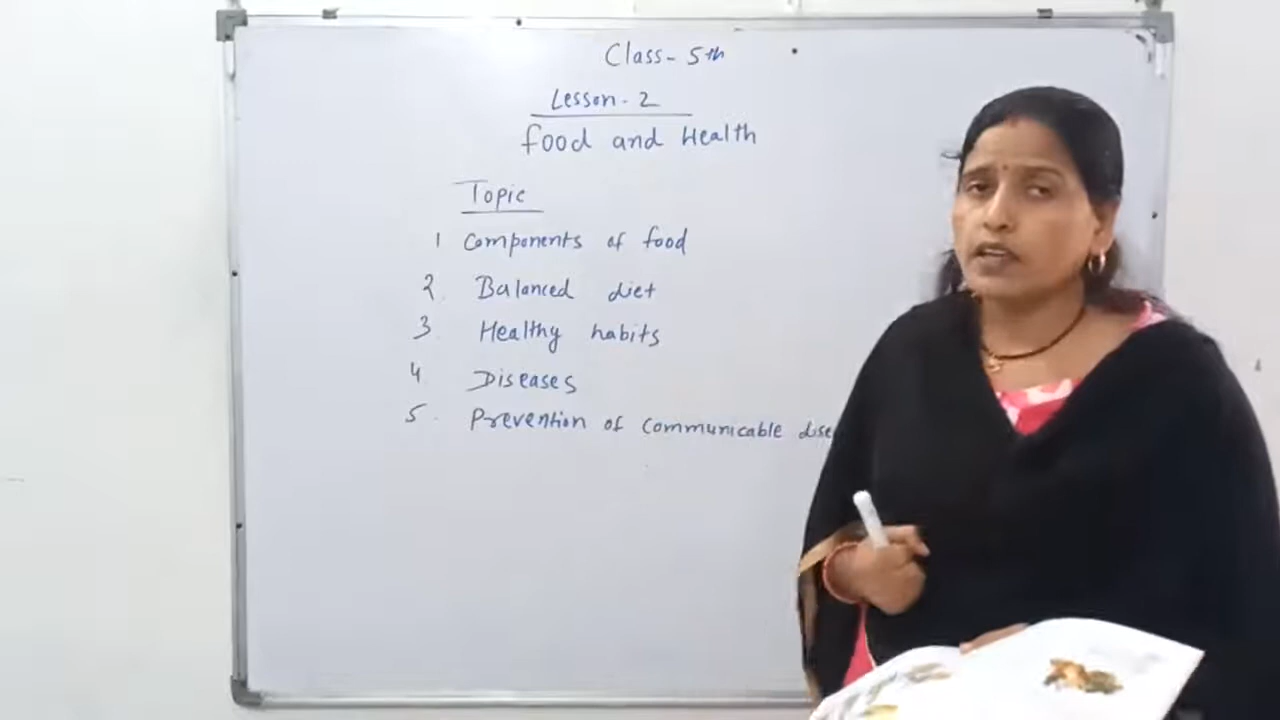 Class- 5th
Lesson- 2
food and Health
Topic
1 Components of food
2. Balanced diet
3 Healthy habits
4 Diseases
5. Prevention of communicable dise